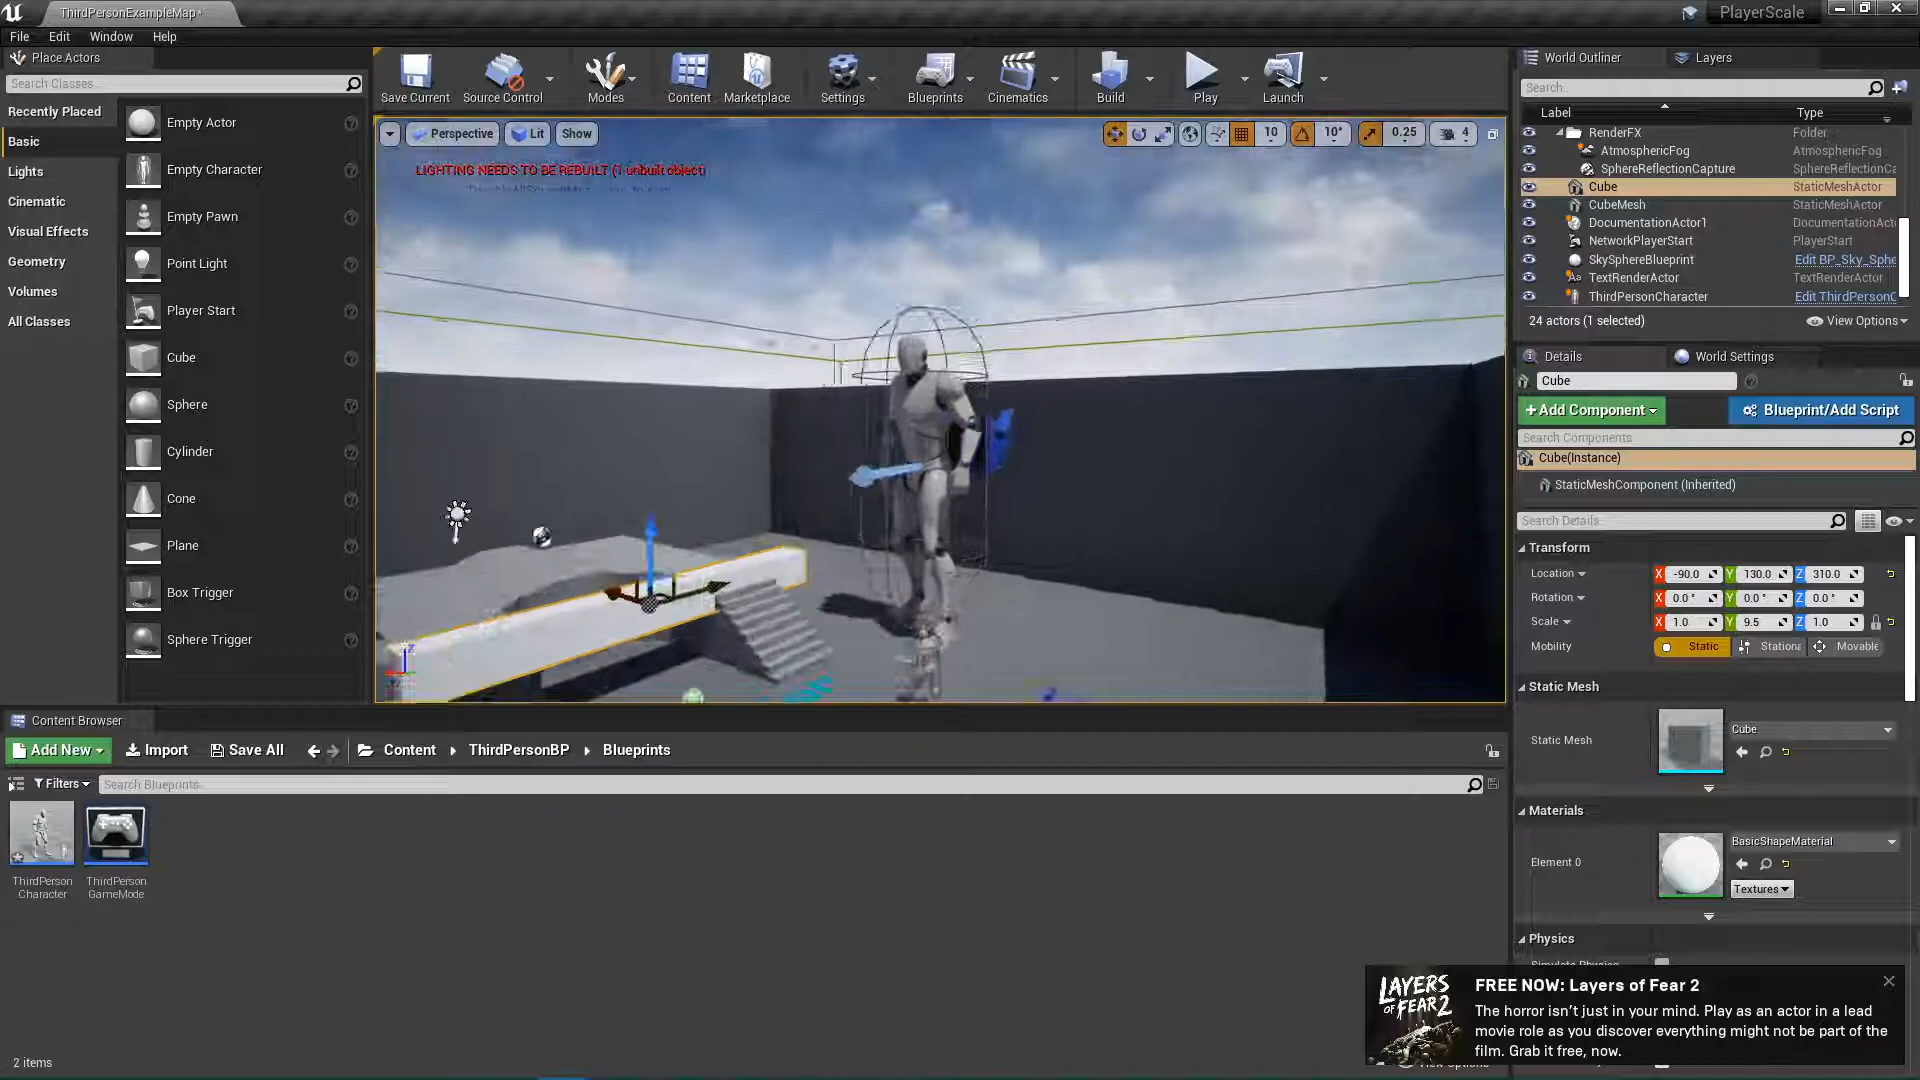 ThirdPersonExampleMap*
PlayerScale
File Edit Window Help
Place Actors
Search Classes
Recently Placed
Basic
Lights
Cinematic
Visual Effects
Geometry
Volumes
All Classes
Empty Actor
Empty Character
Empty Pawn
Point Light
Player Start
Cube
Sphere
Cylinder
Cone
Plane
Box Trigger
Sphere Trigger
Save Current Source Control Modes Content Marketplace Settings Blueprints Cinematics Build Play Launch
Perspective Lit Show
10 10° 0.25 4
LIGHTING NEEDS TO BE REBUILT (1 unbuilt object)
World Outliner Layers
Search..
Label Type
RenderFX Folder
AtmosphericFog AtmosphericFog
SphereReflectionCapture SphereReflectionCa
Cube StaticMeshActor
CubeMesh StaticMeshActor
DocumentationActor1 DocumentationActo
NetworkPlayerStart PlayerStart
SkySphereBlueprint Edit BP_Sky_Sphe
TextRenderActor TextRenderActor
ThirdPersonCharacter Edit ThirdPersonC
24 actors (1 selected) View Options
Details World Settings
Cube
+Add Component Blueprint/Add Script
Search Components
Cube(Instance)
StaticMeshComponent (Inherited)
Search Details
Transform
Location X -90.0 Y 130.0 Z 310.0
Rotation X 0.0° Y 0.0° Z 0.0°
Scale X 1.0 Y 9.5 Z 1.0
Mobility Static Stationa Movable
Static Mesh
Static Mesh Cube
Materials
Element 0 BasicShapeMaterial
Textures
Physics
Simulate Physics
Content Browser
Add New Import Save All Content ThirdPersonBP Blueprints
Filters Search Blueprints
ThirdPerson
Character
ThirdPerson
GameMode
2 items
View Options
LAYERS
OF FEAR 2
FREE NOW: Layers of Fear 2
The horror isn't just in your mind. Play as an actor in a lead
movie role as you discover everything might not be part of the
film. Grab it free, now.